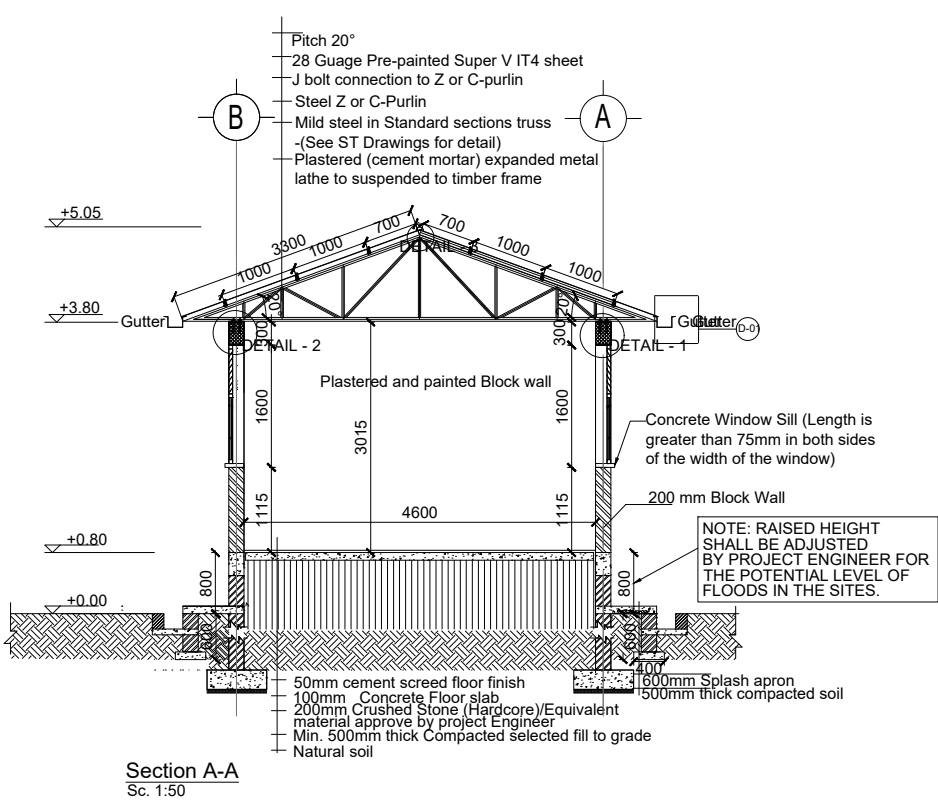 Pitch 20°
28 Guage Pre-painted Super V IT4 sheet
J bolt connection to Z or C-purlin
Steel Z or C-Purlin
Mild steel in Standard sections truss
-(See ST Drawings for detail)
Plastered (cement mortar) expanded metal
lathe to suspended to timber frame
B
A
+5.05
3300
1000
1000
700
700
1000
1000
DETAIL - 3
+3.80
Gutter
20°
20°
Gutter
Gutter
D-01
300
300
DETAIL - 2
DETAIL - 1
Plastered and painted Block wall
1600
3015
1600
Concrete Window Sill (Length is
greater than 75mm in both sides
of the width of the window)
1115
4600
1115
200 mm Block Wall
NOTE: RAISED HEIGHT
SHALL BE ADJUSTED
BY PROJECT ENGINEER FOR
THE POTENTIAL LEVEL OF
FLOODS IN THE SITES.
+0.80
800
800
+0.00
600
600
400
50mm cement screed floor finish
100mm Concrete Floor slab
200mm Crushed Stone (Hardcore)/Equivalent
material approve by project Engineer
Min. 500mm thick Compacted selected fill to grade
Natural soil
600mm Splash apron
500mm thick compacted soil
Section A-A
Sc. 1:50